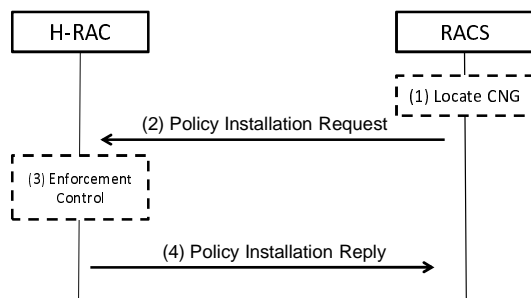 H-RAC
RACS
(1) Locate CNG
(2) Policy Installation Request
(3) Enforcement
Control
(4) Policy Installation Reply